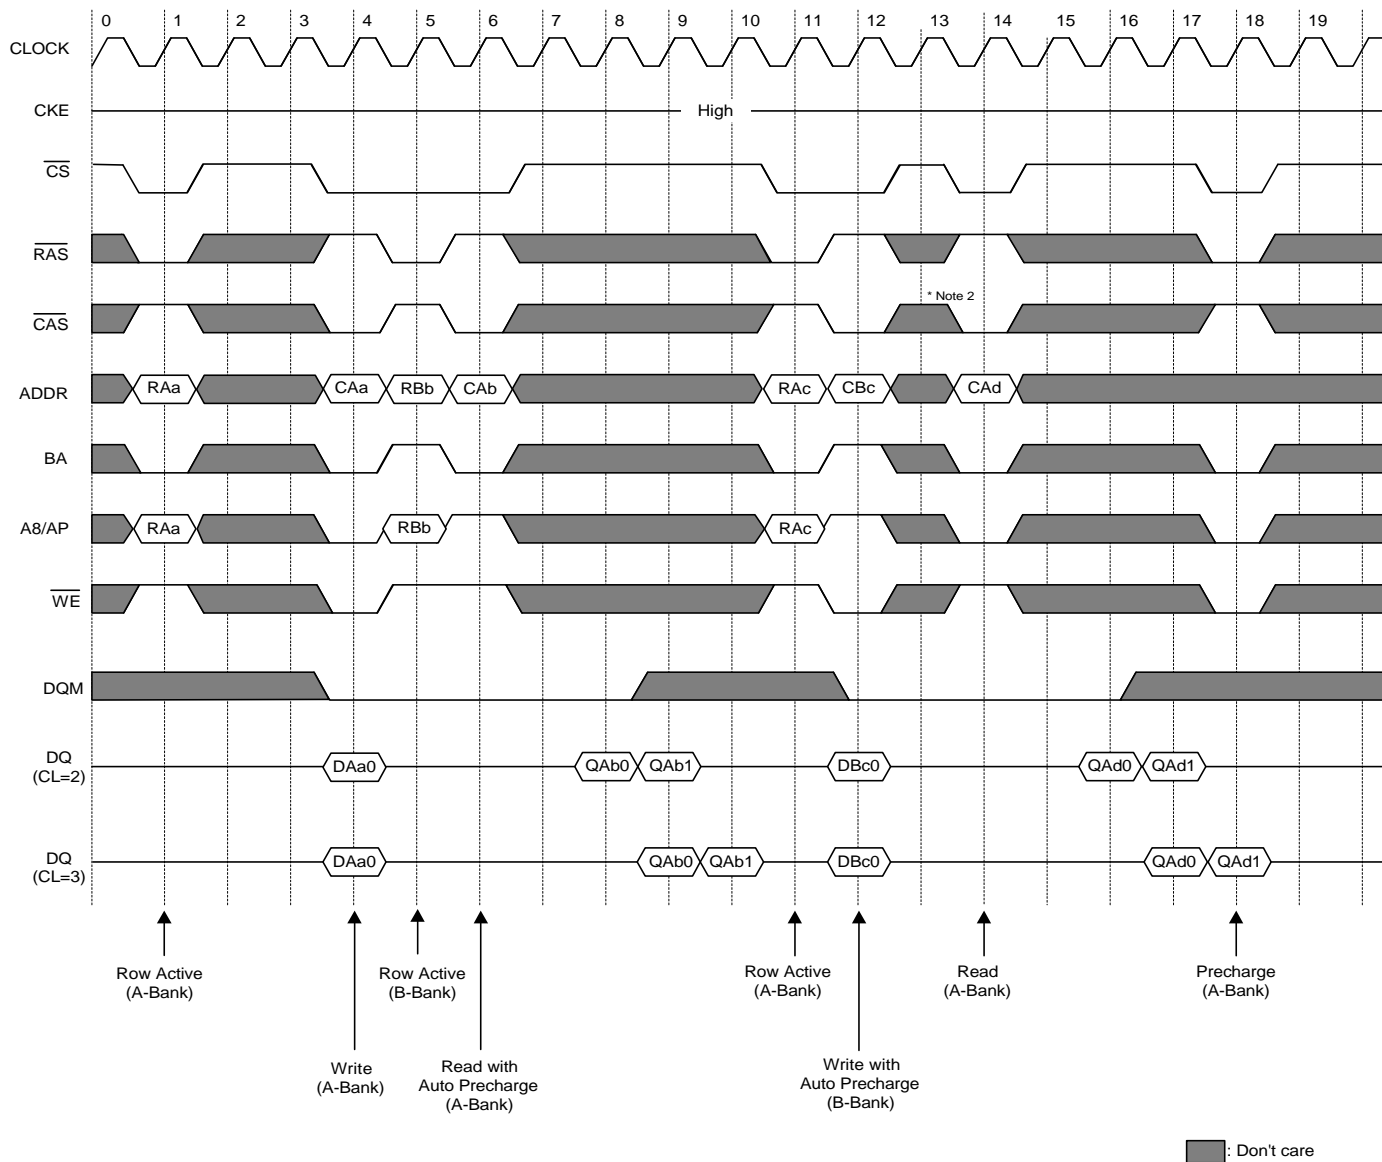 0 1 2 3 4 5 6 7 8 9 10 11 12 13 14 15 16 17 18 19
CLOCK
CKE High
CS
RAS
* Note 2
CAS
ADDR RAa CAa RBb CAb RAc CBc CAd
BA
A8/AP RAa RBb RAc
WE
DQM
DQ
(CL=2) DAa0 QAb0 QAb1 DBc0 QAd0 QAd1
DQ
(CL=3) DAa0 QAb0 QAb1 DBc0 QAd0 QAd1
Row Active
(A-Bank)
Row Active
(B-Bank)
Row Active
(A-Bank)
Read
(A-Bank)
Precharge
(A-Bank)
Write
(A-Bank)
Read with
Auto Precharge
(A-Bank)
Write with
Auto Precharge
(B-Bank)
: Don't care